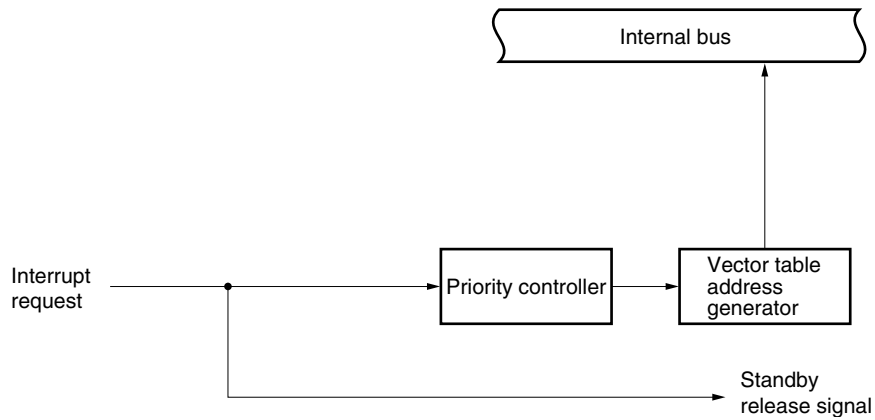 Internal bus
Interrupt
request
Priority controller
Vector table
address
generator
Standby
release signal